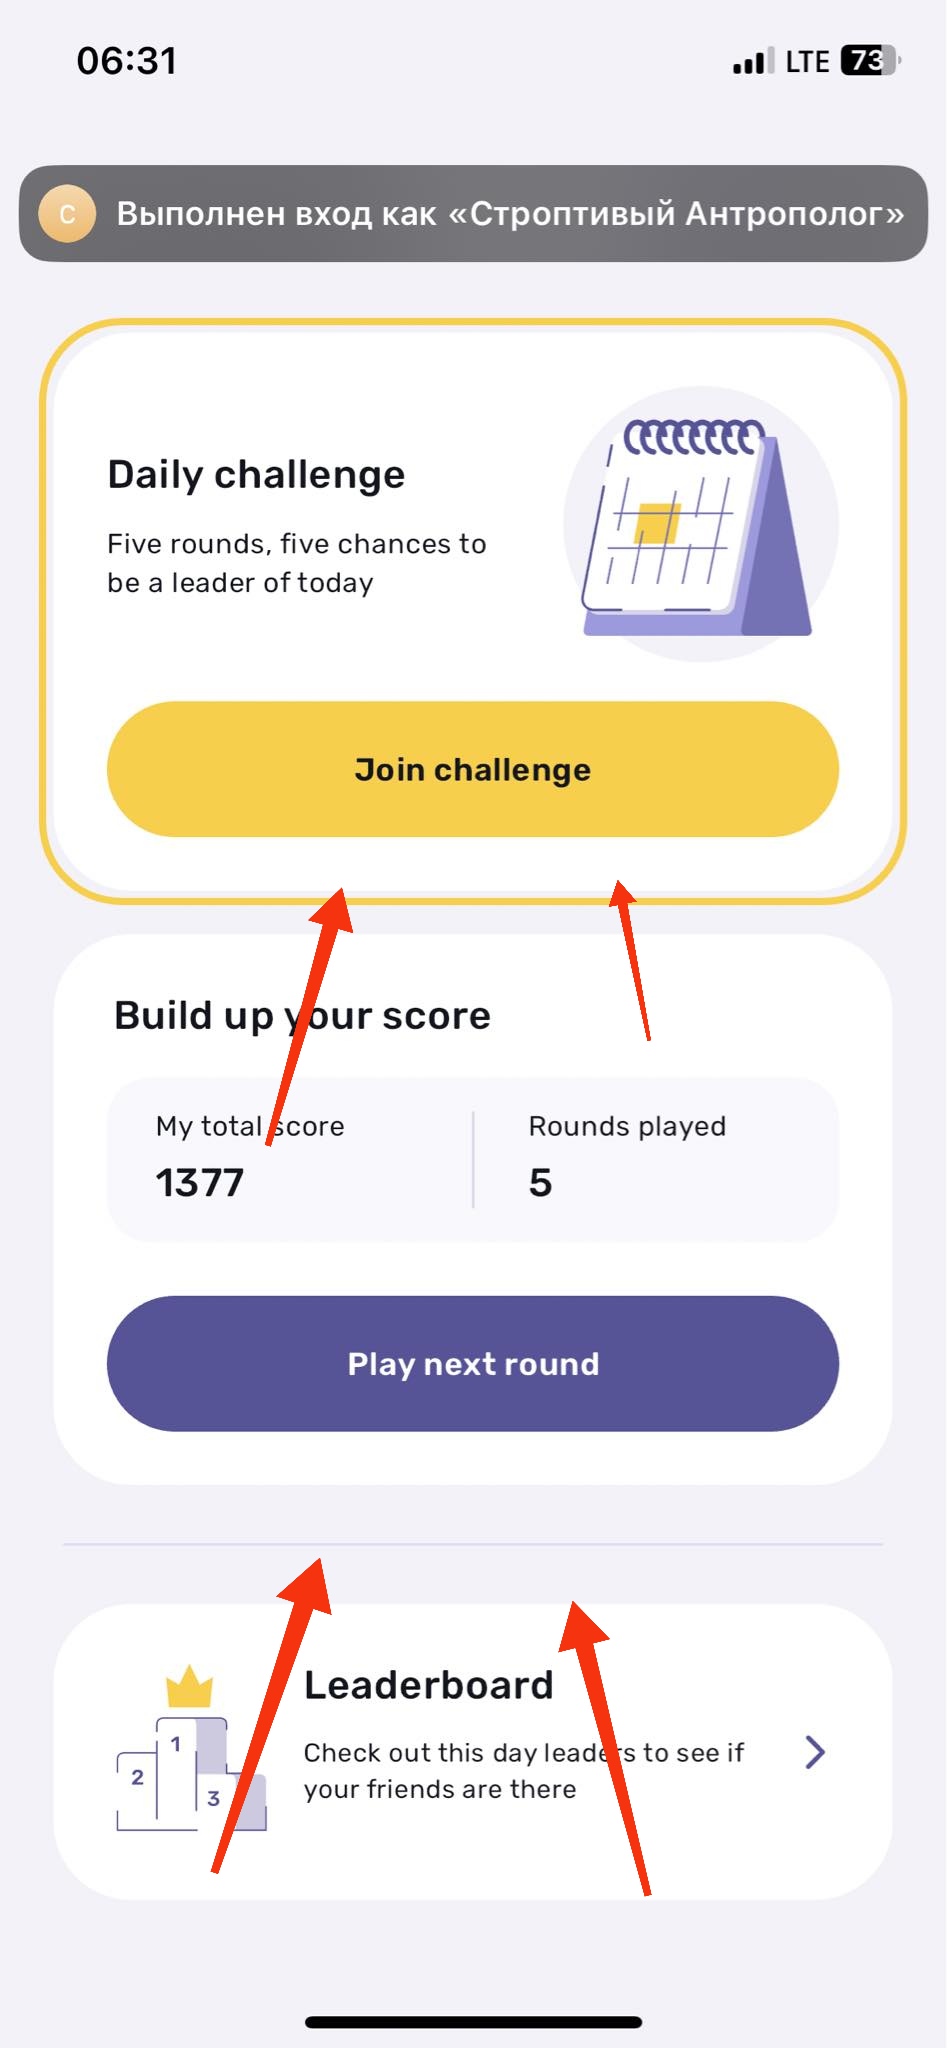 06:31
LTE 73
С Выполнен вход как «Строптивый Антрополог»
Daily challenge
Five rounds, five chances to
be a leader of today
Join challenge
Build up your score
My total score
1377
Rounds played
5
Play next round
1
2
3
Leaderboard
Check out this day leaders to see if
your friends are there